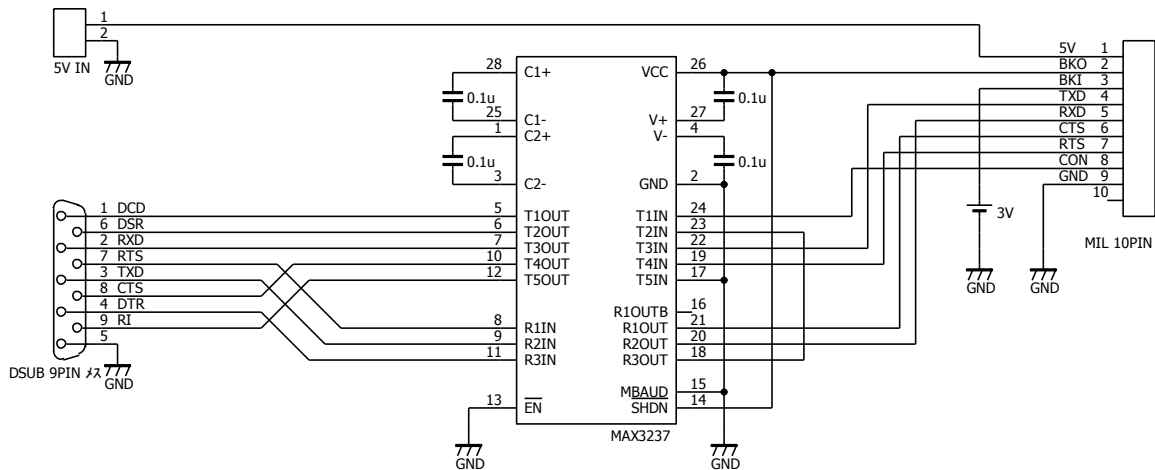 1
2
5V IN
GND
28 C1+
0.1u
25 C1-
1 C2+
0.1u
3 C2-
5 T1OUT
6 T2OUT
7 T3OUT
10 T4OUT
12 T5OUT
8 R1IN
9 R2IN
11 R3IN
13 EN
GND
1 DCD
6 DSR
2 RXD
7 RTS
3 TXD
8 CTS
4 DTR
9 RI
5
DSUB 9PIN メス
GND
VCC 26
0.1u
V+ 27
V- 4
0.1u
GND 2
T1IN 24
T2IN 23
T3IN 22
T4IN 19
T5IN 17
R1OUTB 16
R1OUT 21
R2OUT 20
R3OUT 18
MBAUD 15
SHDN 14
MAX3237
GND
5V 1
BKO 2
BKI 3
TXD 4
RXD 5
CTS 6
RTS 7
CON 8
GND 9
10
3V
MIL 10PIN
GND
GND